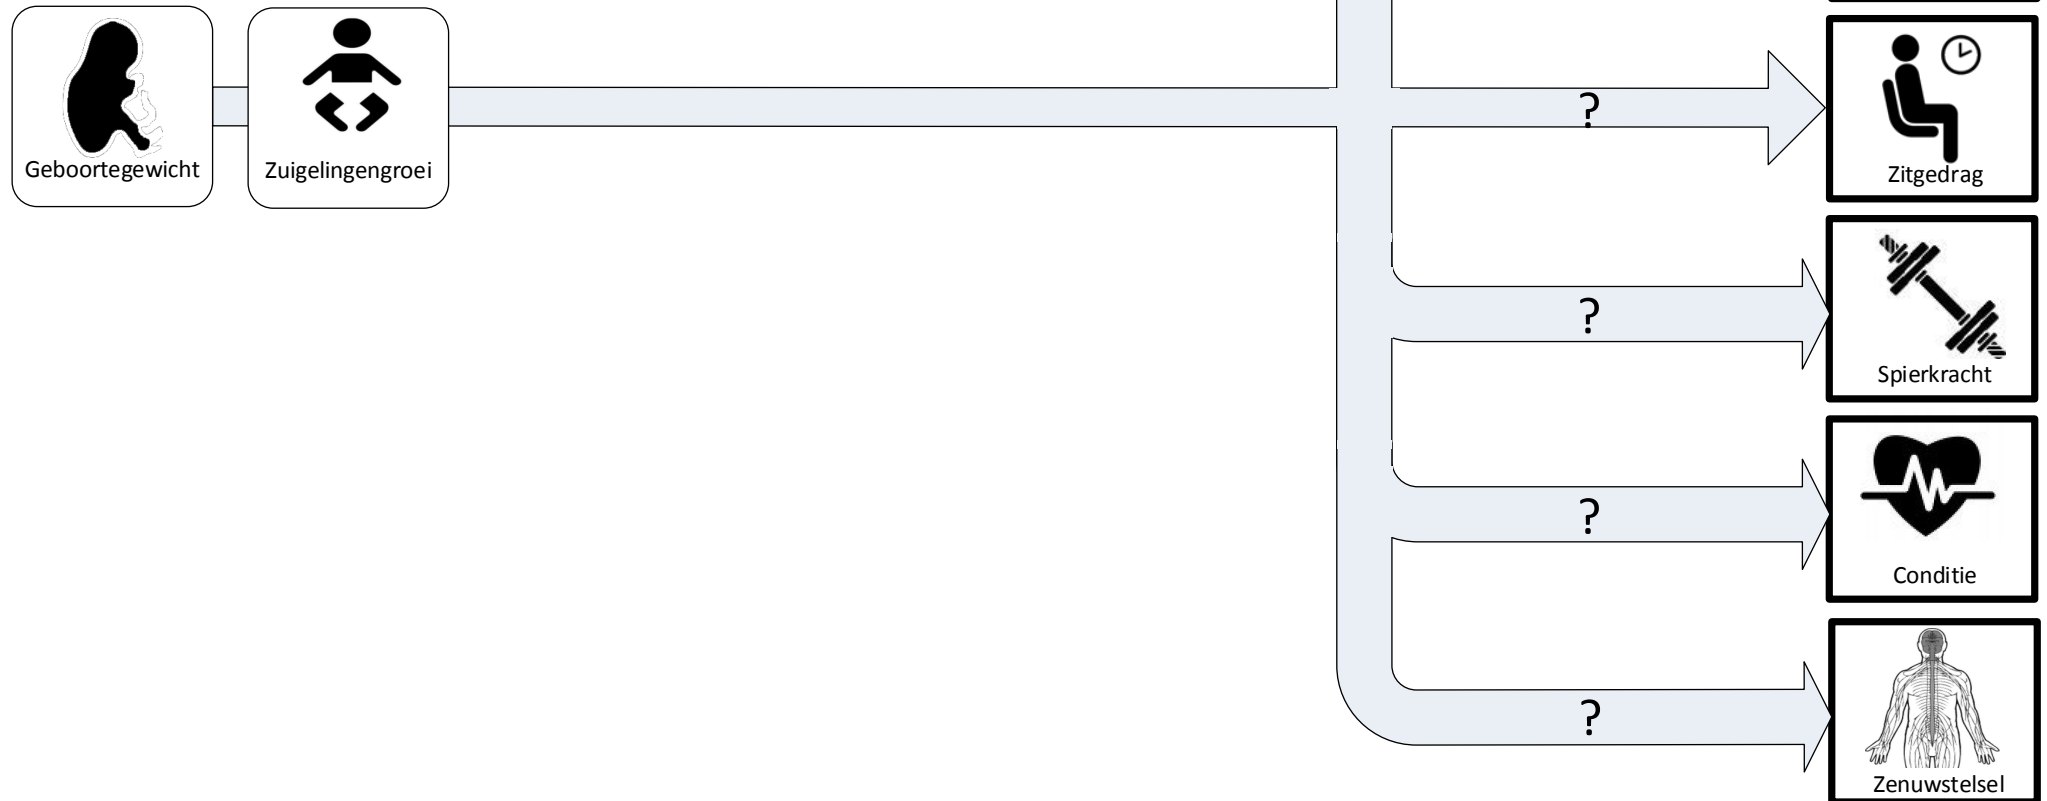 Geboortegewicht
Zuigelingengroei
?
Zitgedrag
?
Spierkracht
?
Conditie
?
Zenuwstelsel